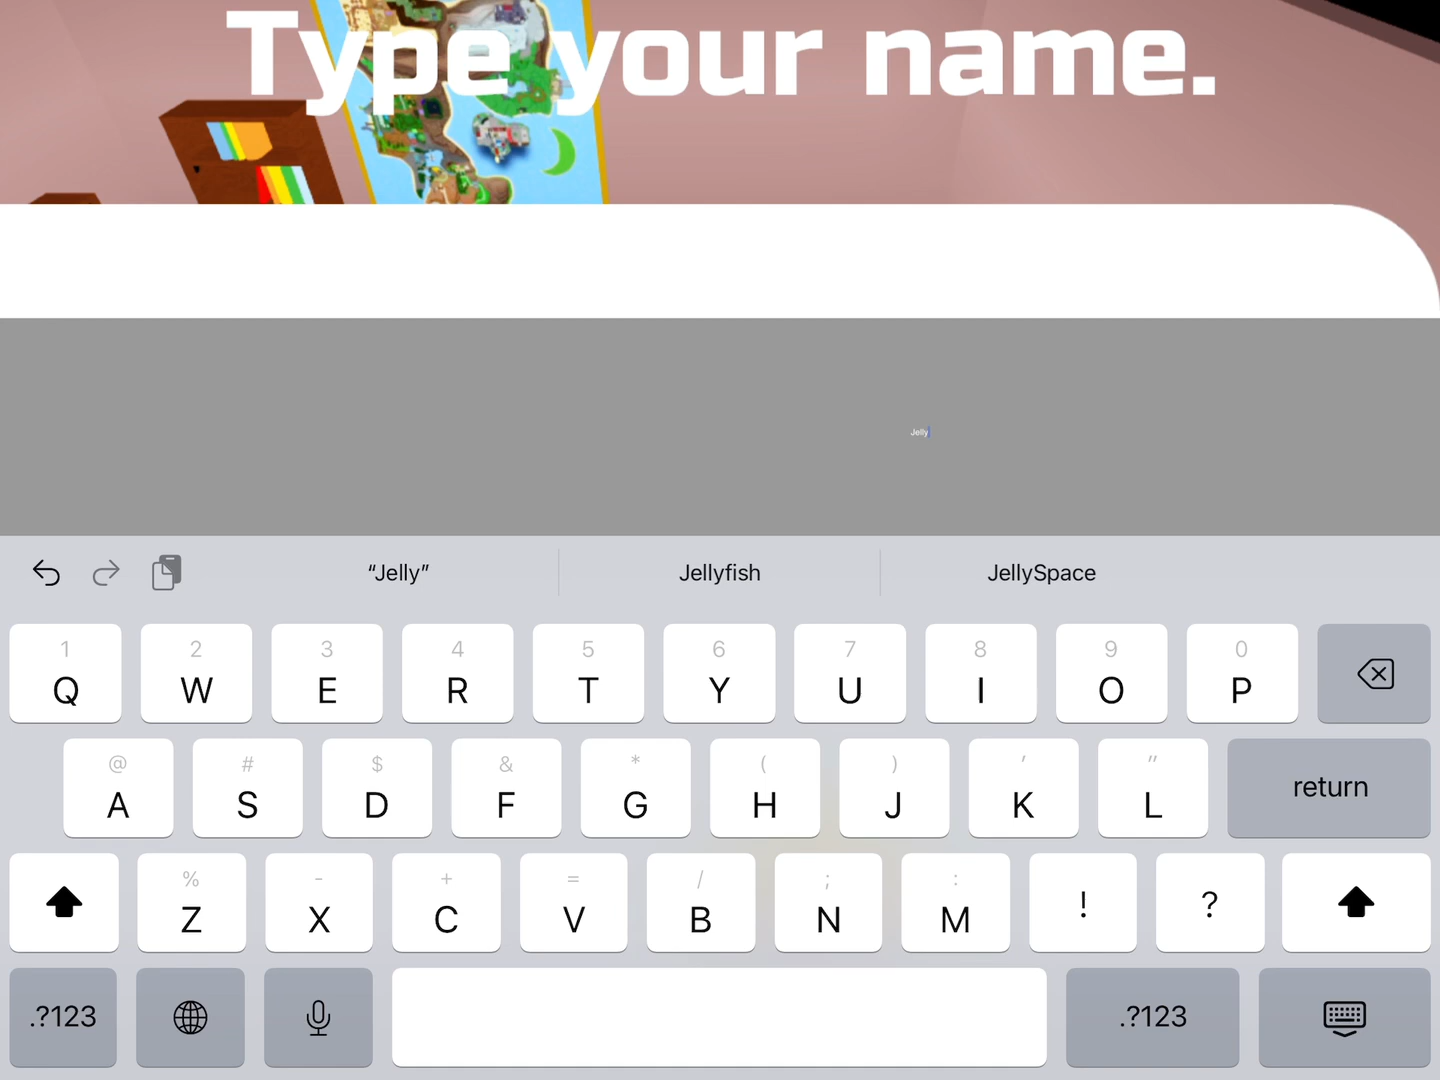 Type your name.
Jelly
“Jelly” Jellyfish JellySpace
1 2 3 4 5 6 7 8 9 0
Q W E R T Y U I O P
@ # $ & * ( ) ' "
A S D F G H J K L return
% - + = / ; :
Z X C V B N M ! ?
.?123 .?123